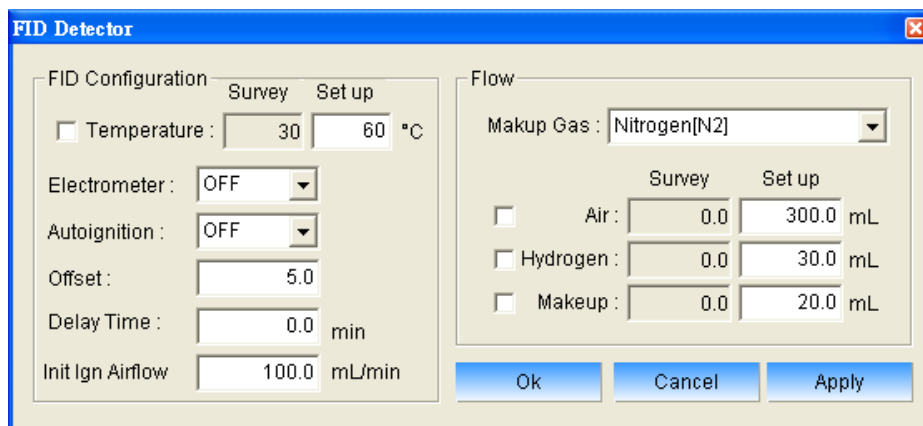 FID Detector
FID Configuration
Survey Set up
Temperature : 30 60 °C
Electrometer : OFF
Autoignition : OFF
Offset : 5.0
Delay Time : 0.0 min
Init Ign Airflow 100.0 mL/min
Flow
Makup Gas : Nitrogen[N2]
Survey Set up
Air : 0.0 300.0 mL
Hydrogen : 0.0 30.0 mL
Makeup : 0.0 20.0 mL
Ok Cancel Apply